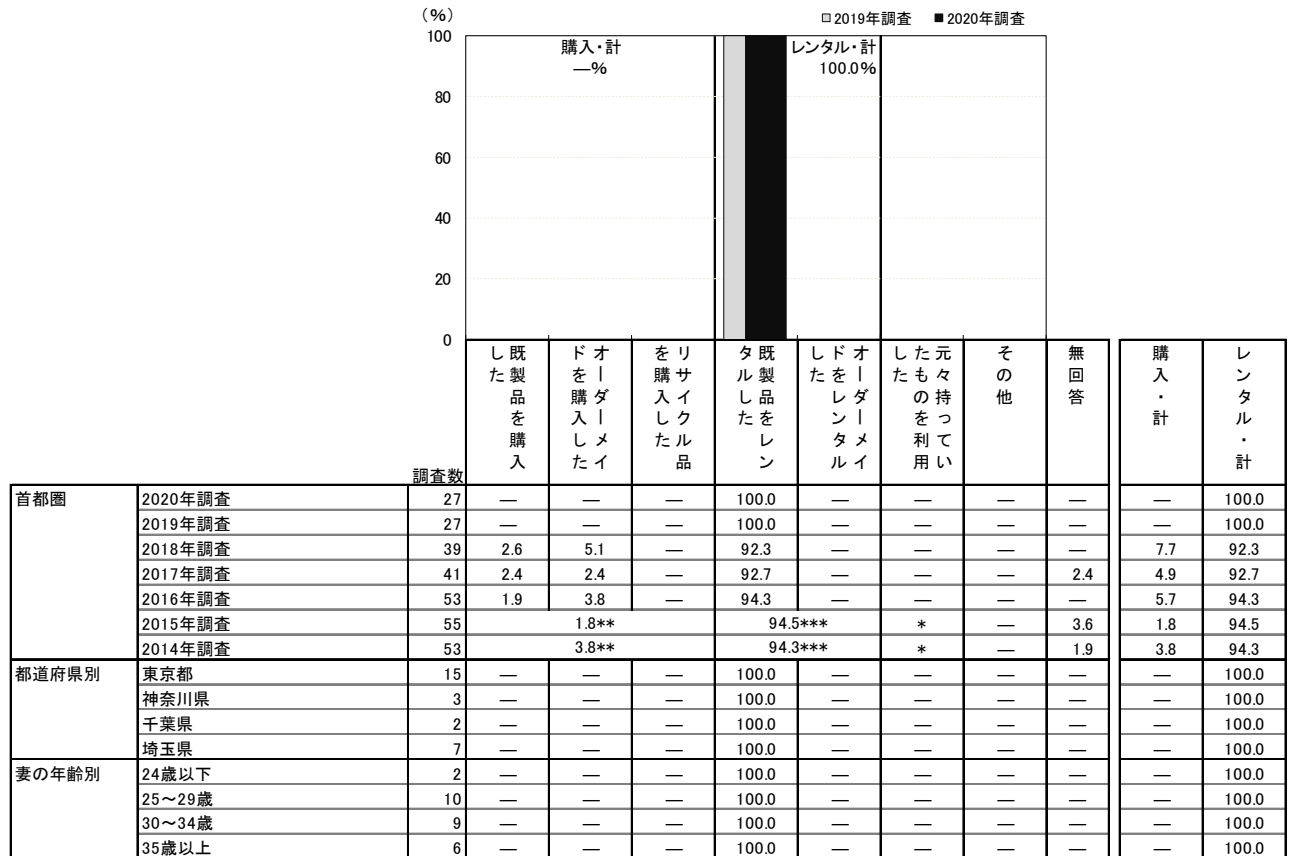 （%）
□2019年調査 ■2020年調査
100
購入・計
―%
レンタル・計
100.0%
80
60
40
20
0
既製品を購入した
オーダーメイドを購入した
リサイクル品を購入した
既製品をレンタルした
オーダーメイドをレンタルした
元々持っていたものを利用した
その他
無回答
購入・計
レンタル・計
調査数
首都圏 2020年調査 27 ― ― ― 100.0 ― ― ― ― ― 100.0
2019年調査 27 ― ― ― 100.0 ― ― ― ― ― 100.0
2018年調査 39 2.6 5.1 ― 92.3 ― ― ― ― 7.7 92.3
2017年調査 41 2.4 2.4 ― 92.7 ― ― ― 2.4 4.9 92.7
2016年調査 53 1.9 3.8 ― 94.3 ― ― ― ― 5.7 94.3
2015年調査 55 1.8** 94.5*** * ― 3.6 1.8 94.5
2014年調査 53 3.8** 94.3*** * ― 1.9 3.8 94.3
都道府県別 東京都 15 ― ― ― 100.0 ― ― ― ― ― 100.0
神奈川県 3 ― ― ― 100.0 ― ― ― ― ― 100.0
千葉県 2 ― ― ― 100.0 ― ― ― ― ― 100.0
埼玉県 7 ― ― ― 100.0 ― ― ― ― ― 100.0
妻の年齢別 24歳以下 2 ― ― ― 100.0 ― ― ― ― ― 100.0
25～29歳 10 ― ― ― 100.0 ― ― ― ― ― 100.0
30～34歳 9 ― ― ― 100.0 ― ― ― ― ― 100.0
35歳以上 6 ― ― ― 100.0 ― ― ― ― ― 100.0